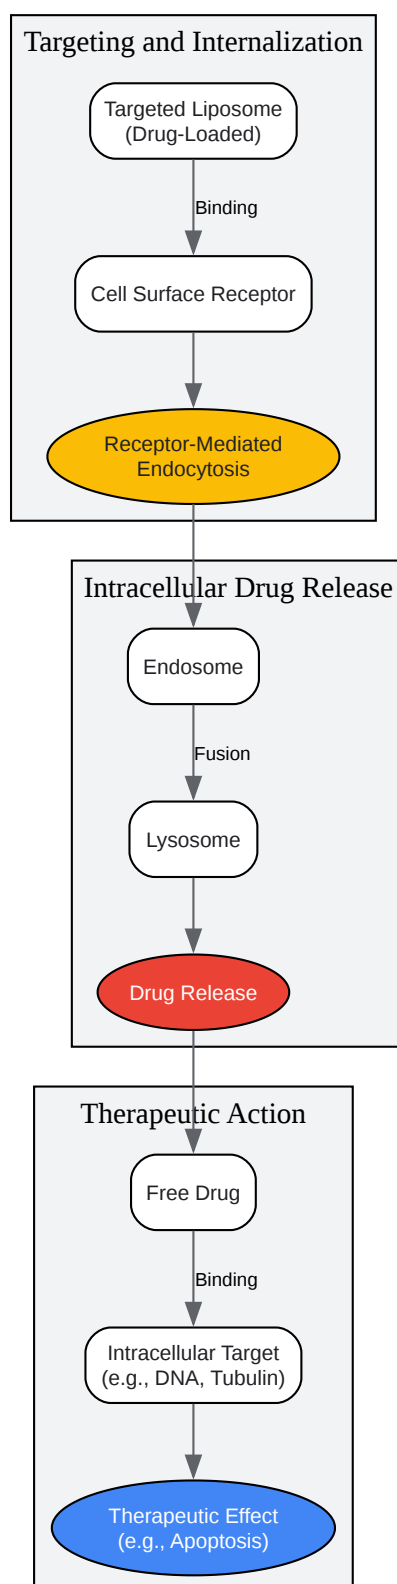 Targeting and Internalization
Targeted Liposome
(Drug-Loaded)
Binding
Cell Surface Receptor
Receptor-Mediated
Endocytosis
Intracellular Drug Release
Endosome
Fusion
Lysosome
Drug Release
Therapeutic Action
Free Drug
Binding
Intracellular Target
(e.g., DNA, Tubulin)
Therapeutic Effect
(e.g., Apoptosis)